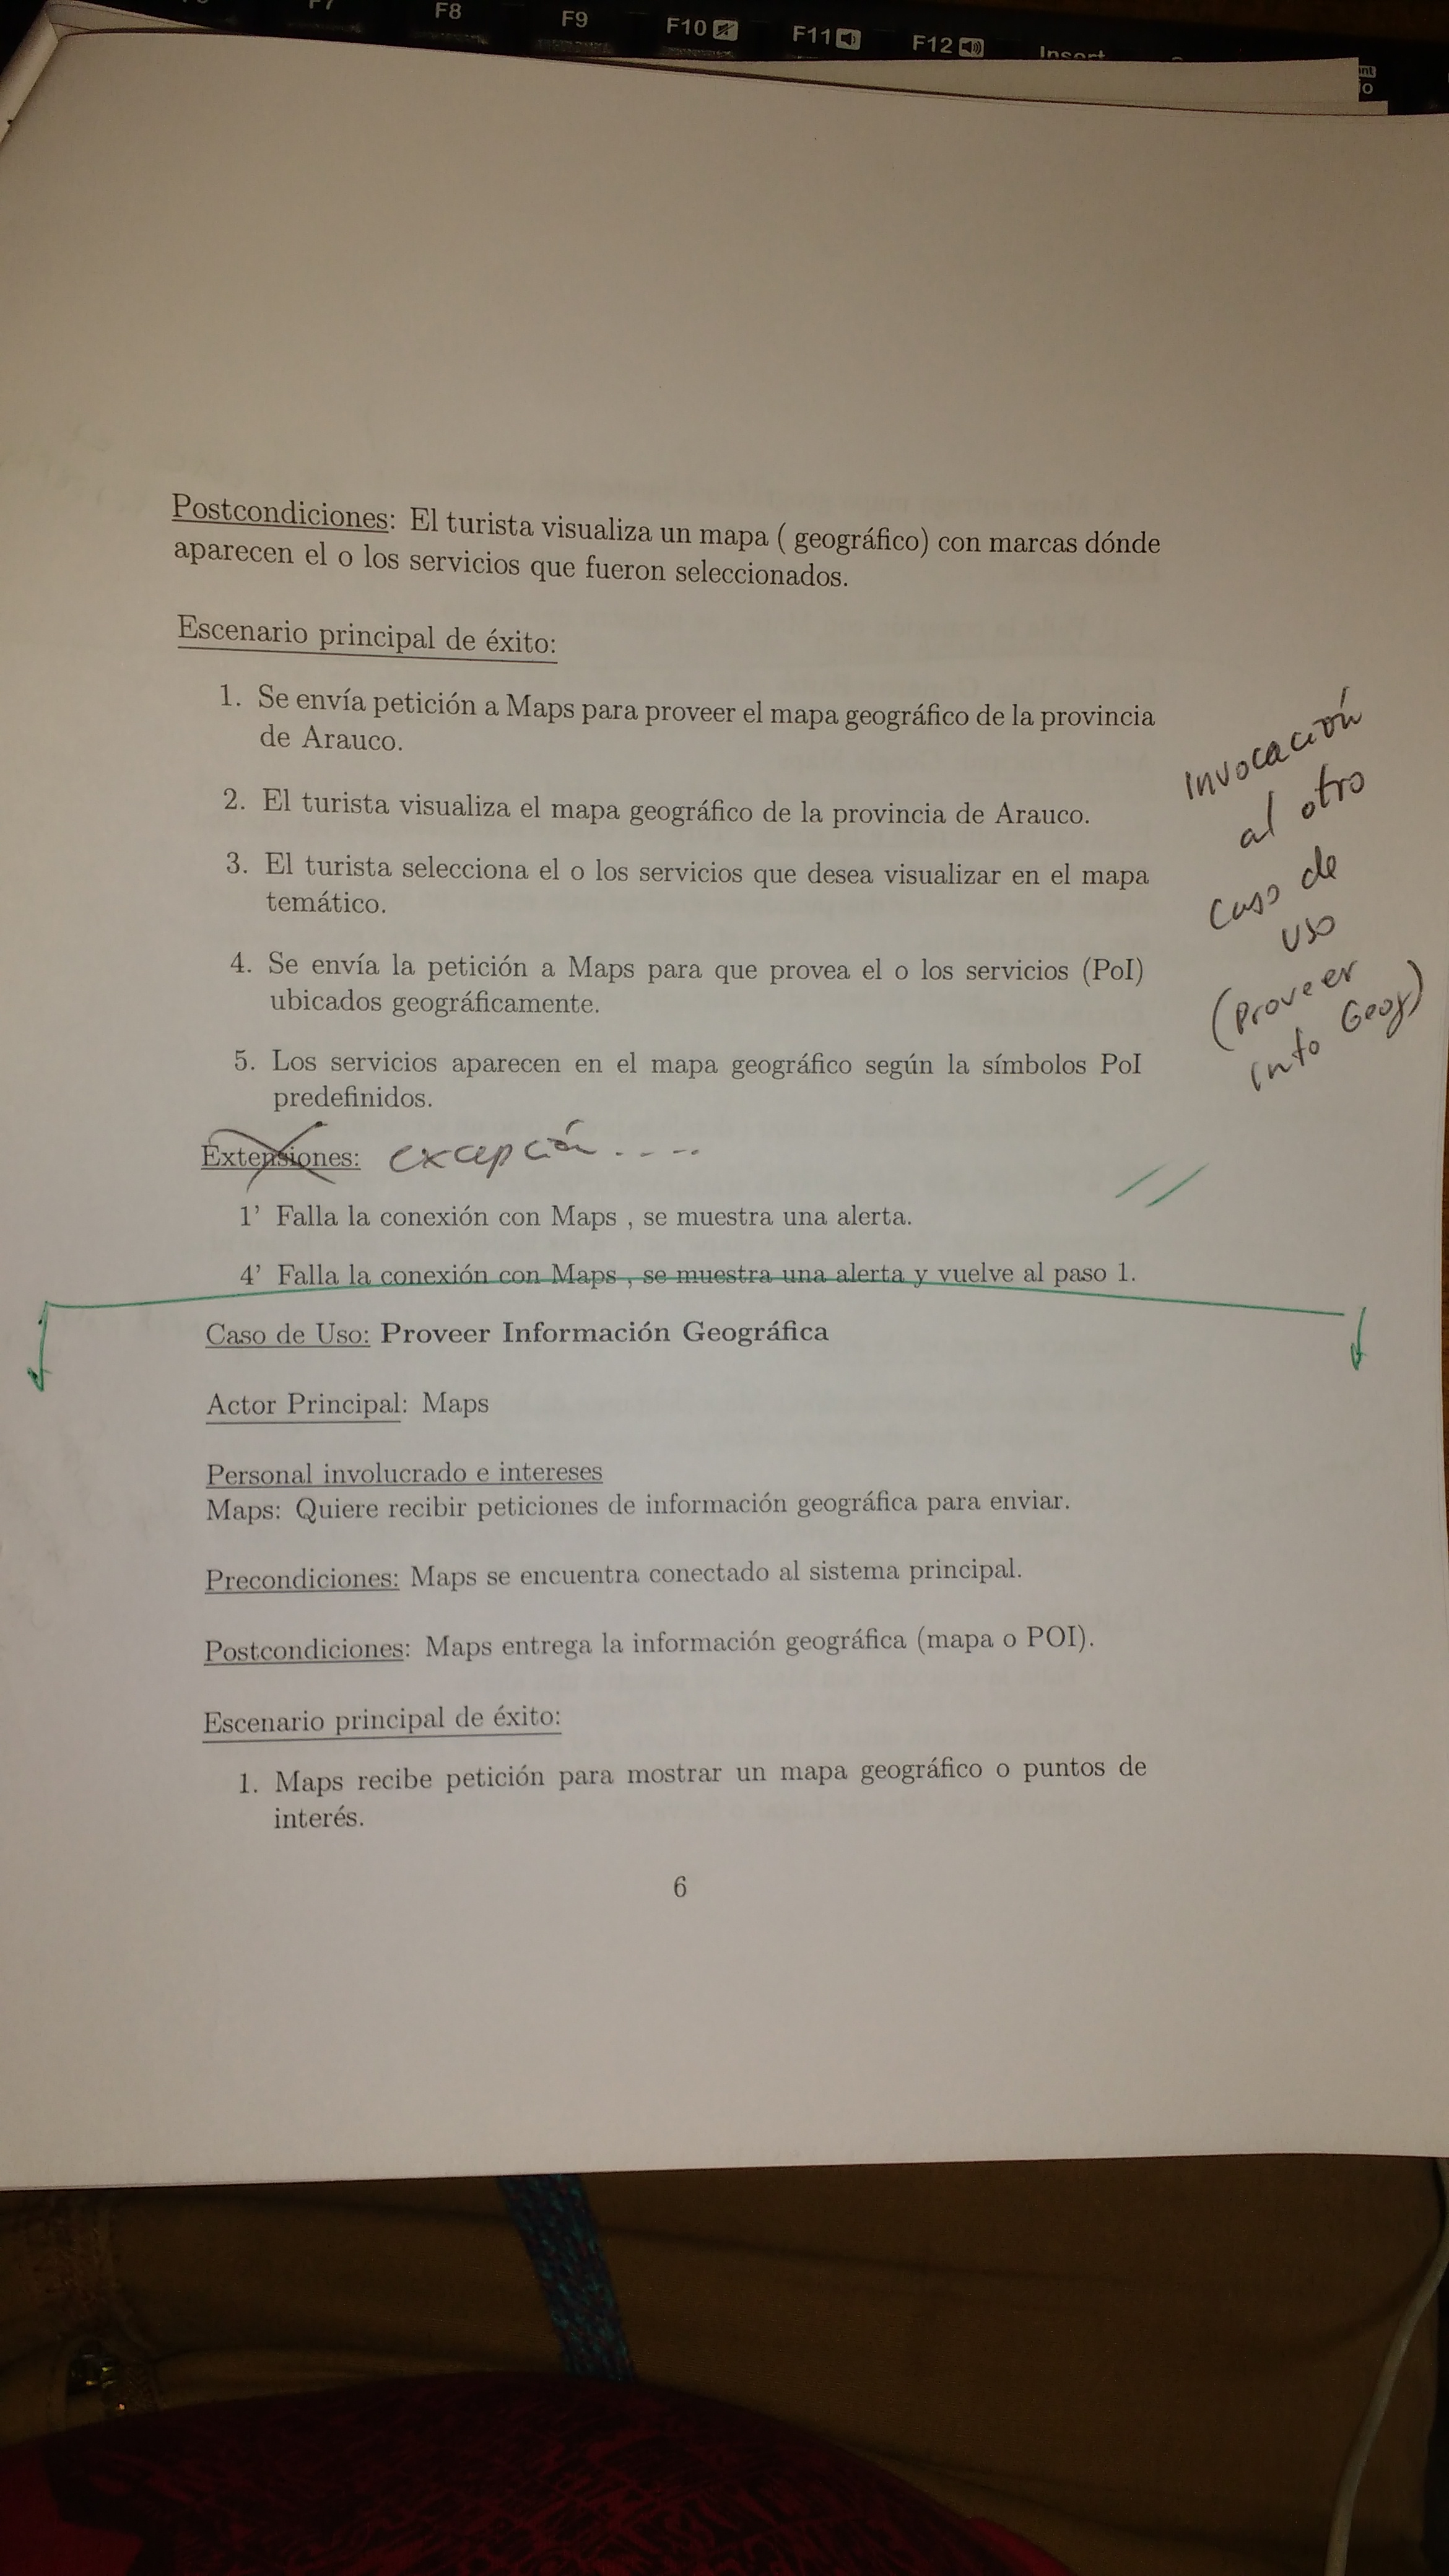 F7 F8 F9 F10 F11 F12 Insert
Postcondiciones: El turista visualiza un mapa ( geográfico) con marcas dónde
aparecen el o los servicios que fueron seleccionados.
Escenario principal de éxito:
1. Se envía petición a Maps para proveer el mapa geográfico de la provincia
de Arauco.
2. El turista visualiza el mapa geográfico de la provincia de Arauco.
3. El turista selecciona el o los servicios que desea visualizar en el mapa
temático.
4. Se envía la petición a Maps para que provea el o los servicios (PoI)
ubicados geográficamente.
5. Los servicios aparecen en el mapa geográfico según la símbolos PoI
predefinidos.
Invocación
al otro
Caso de
uso
(Proveer
Info Geog)
Extensiones: excepción ....
1’ Falla la conexión con Maps , se muestra una alerta.
4’ Falla la conexión con Maps , se muestra una alerta y vuelve al paso 1.
Caso de Uso: Proveer Información Geográfica
Actor Principal: Maps
Personal involucrado e intereses
Maps: Quiere recibir peticiones de información geográfica para enviar.
Precondiciones: Maps se encuentra conectado al sistema principal.
Postcondiciones: Maps entrega la información geográfica (mapa o POI).
Escenario principal de éxito:
1. Maps recibe petición para mostrar un mapa geográfico o puntos de
interés.
6